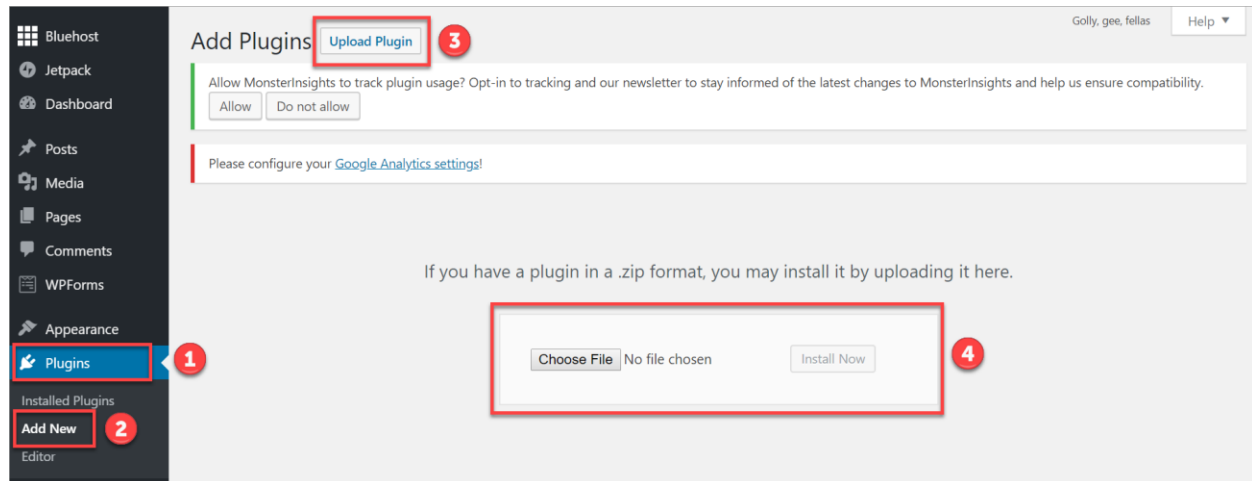 Bluehost
Jetpack
Dashboard
Posts
Media
Pages
Comments
WPForms
Appearance
Plugins
1
Installed Plugins
Add New
2
Editor
Golly, gee, fellas
Help
Add Plugins Upload Plugin
3
Allow MonsterInsights to track plugin usage? Opt-in to tracking and our newsletter to stay informed of the latest changes to MonsterInsights and help us ensure compatibility.
Allow Do not allow
Please configure your Google Analytics settings!
If you have a plugin in a .zip format, you may install it by uploading it here.
Choose File No file chosen Install Now
4